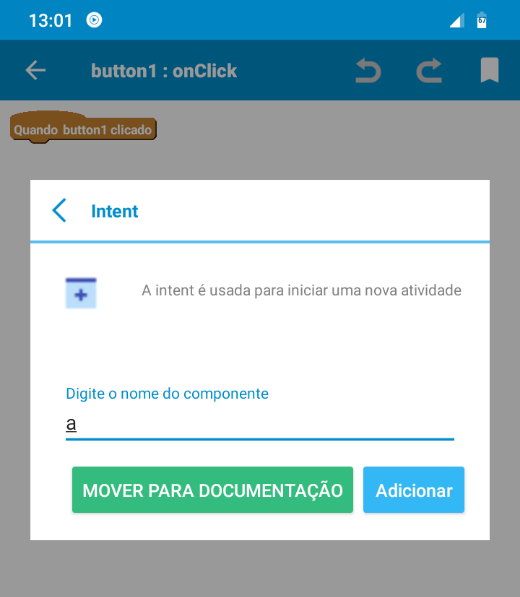 13:01
button1 : onClick
Quando button1 clicado
Intent
A intent é usada para iniciar uma nova atividade
Digite o nome do componente
a
MOVER PARA DOCUMENTAÇÃO
Adicionar